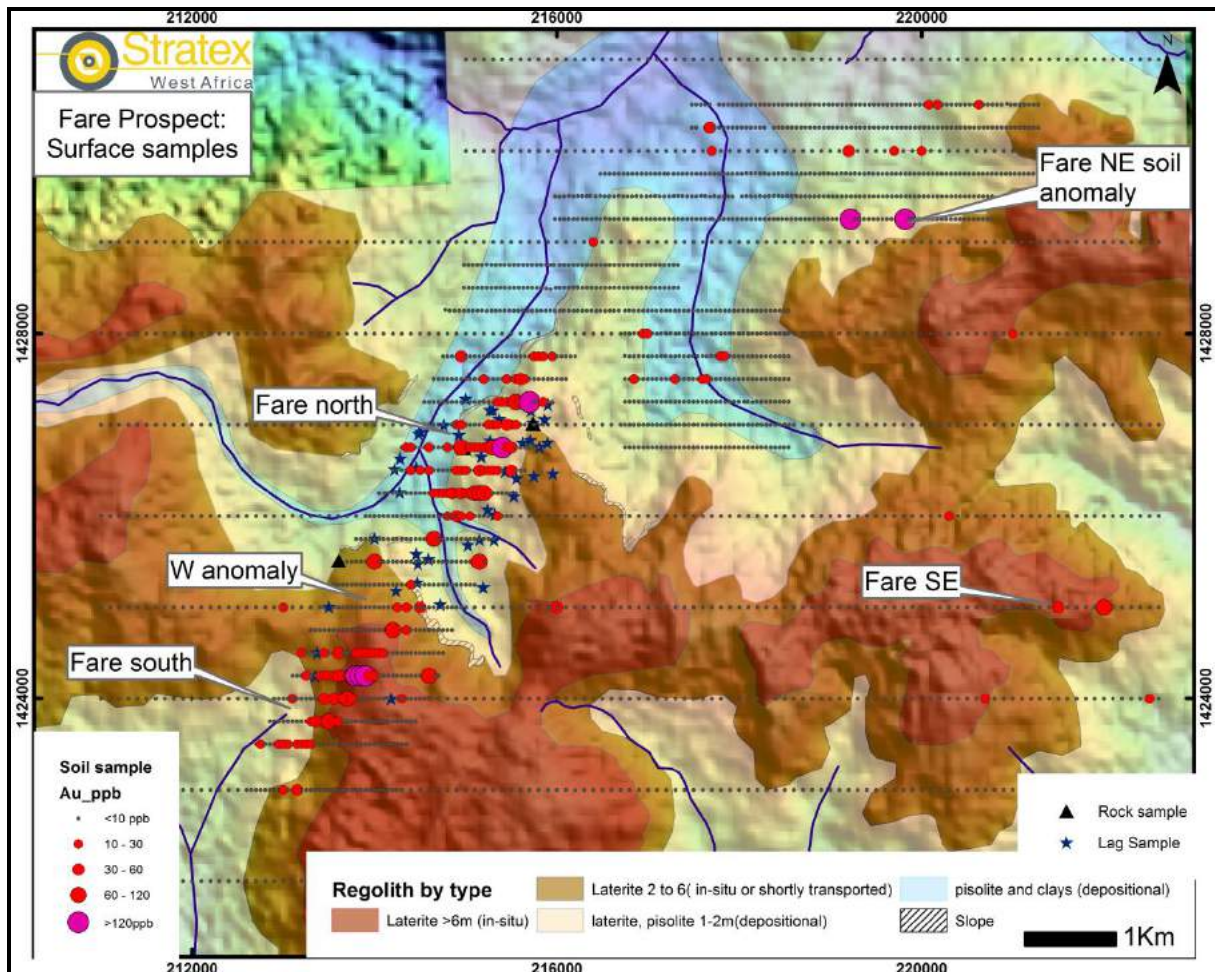 212000 216000 220000
Stratex
West Africa
N
Fare Prospect:
Surface samples
Fare NE soil
anomaly
1428000 1428000
Fare north
W anomaly
Fare SE
Fare south
1424000 1424000
Soil sample
Au_ppb
<10 ppb
10 - 30
30 - 60
60 - 120
>120ppb
Rock sample
Lag Sample
Regolith by type
Laterite >6m (in-situ)
Laterite 2 to 6( in-situ or shortly transported)
laterite, pisolite 1-2m(depositional)
pisolite and clays (depositional)
Slope
1Km
212000 216000 220000